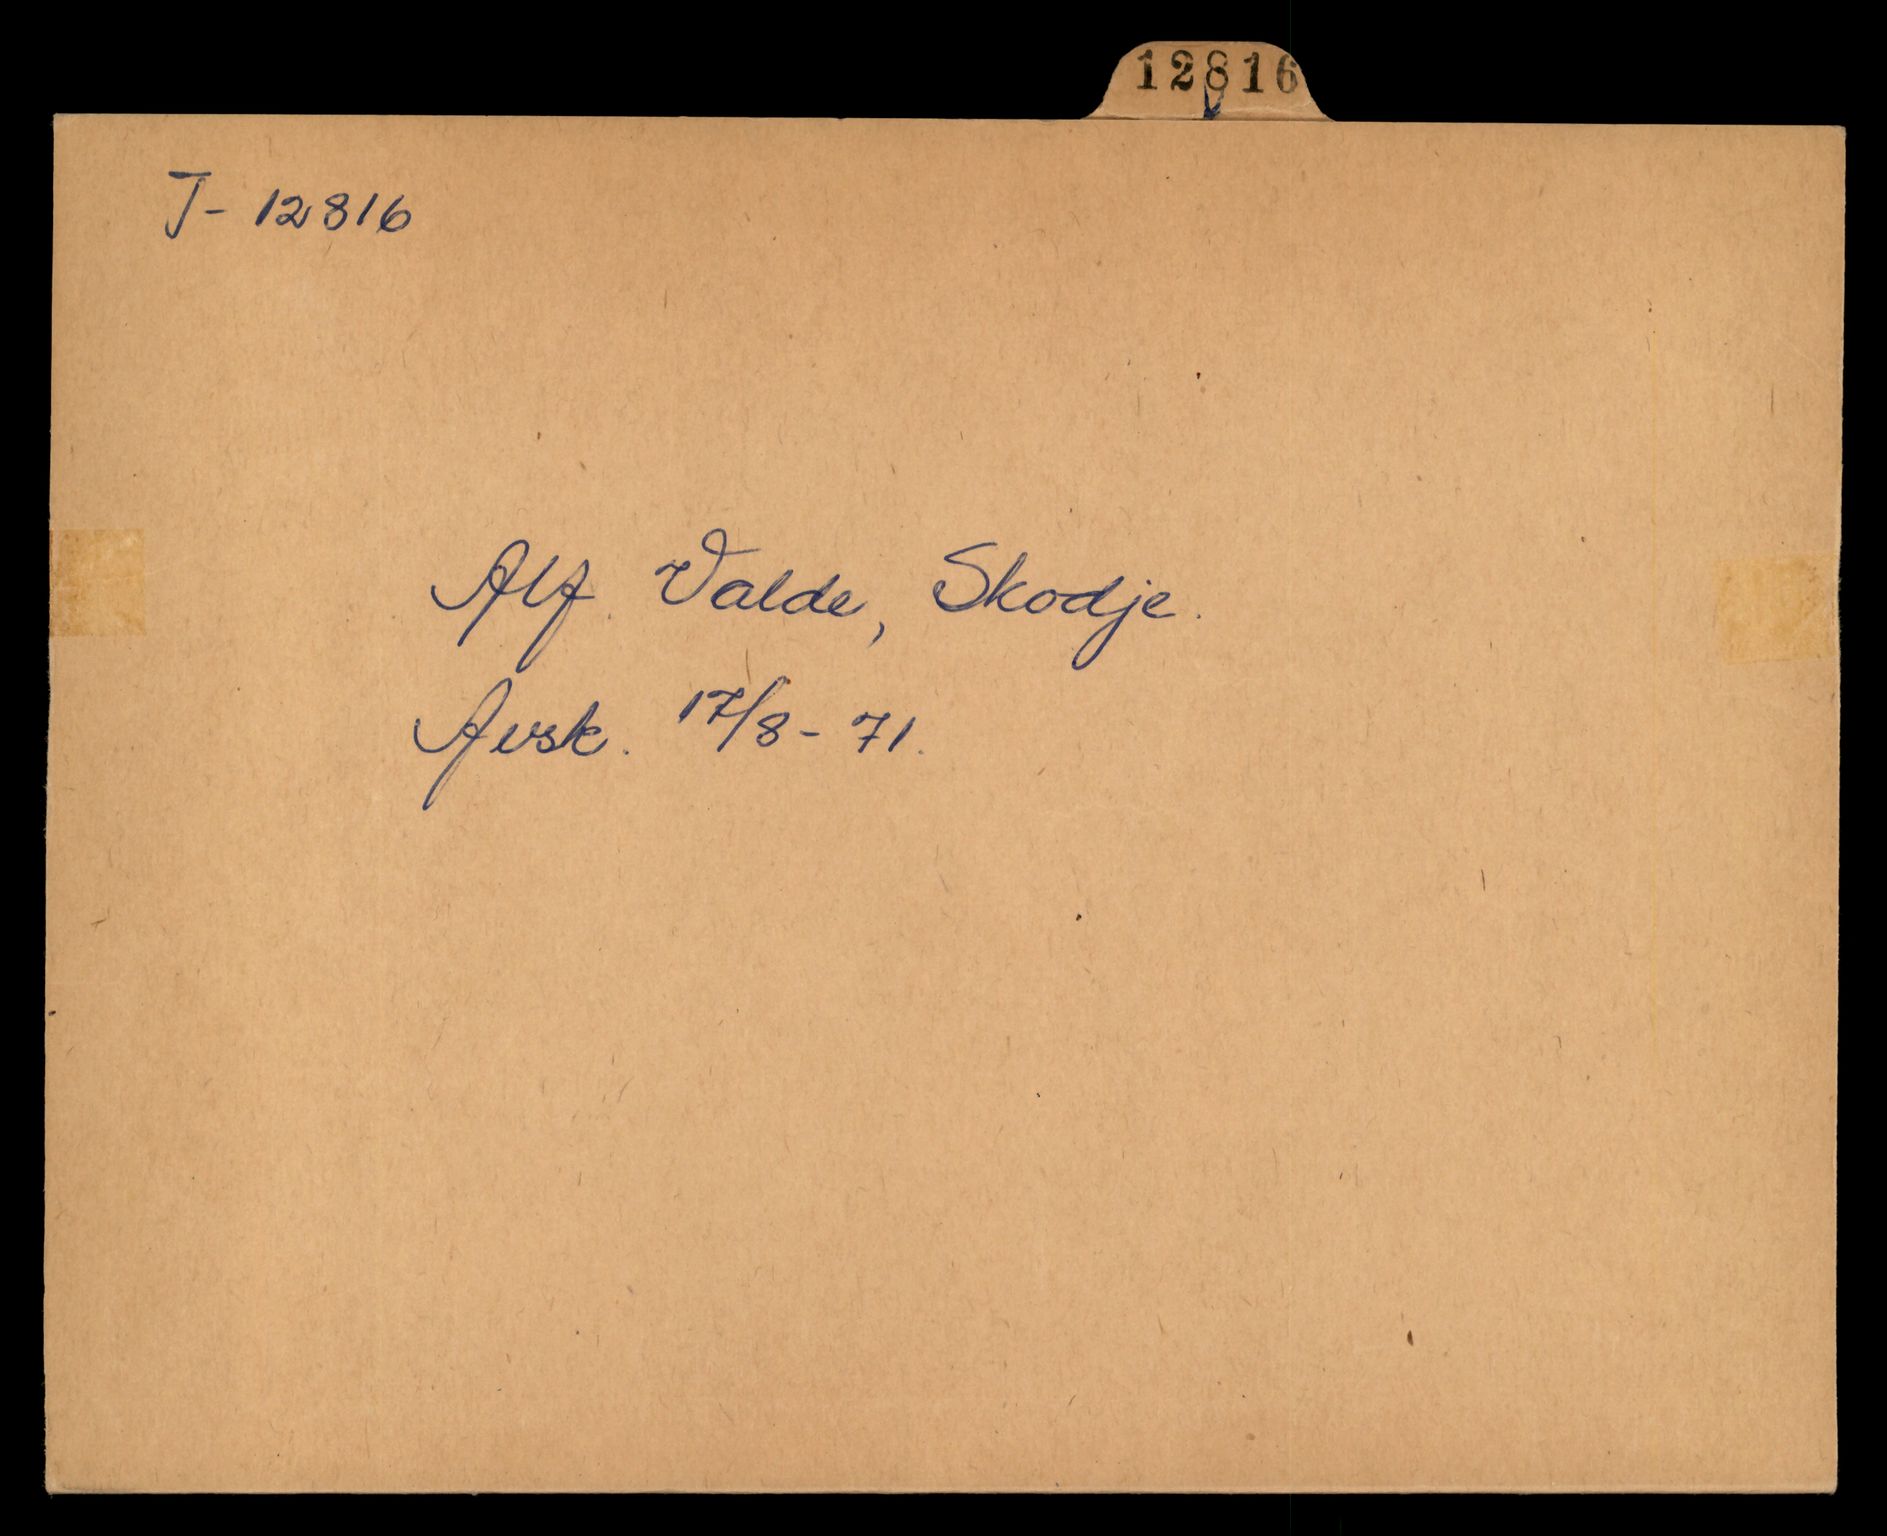 12816
J- 12816
Alf Valde, Skodje.
Avsk. 17/8- 71.